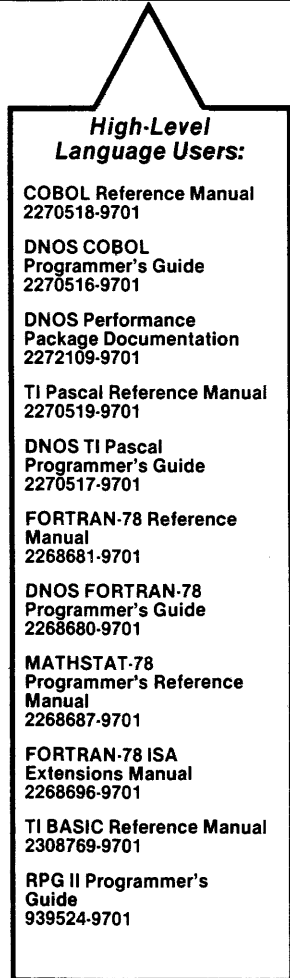 High-Level
Language Users:
COBOL Reference Manual
2270518-9701
DNOS COBOL
Programmer's Guide
2270516-9701
DNOS Performance
Package Documentation
2272109-9701
TI Pascal Reference Manual
2270519-9701
DNOS TI Pascal
Programmer's Guide
2270517-9701
FORTRAN-78 Reference
Manual
2268681-9701
DNOS FORTRAN-78
Programmer's Guide
2268680-9701
MATHSTAT-78
Programmer's Reference
Manual
2268687-9701
FORTRAN-78 ISA
Extensions Manual
2268696-9701
TI BASIC Reference Manual
2308769-9701
RPG II Programmer's
Guide
939524-9701